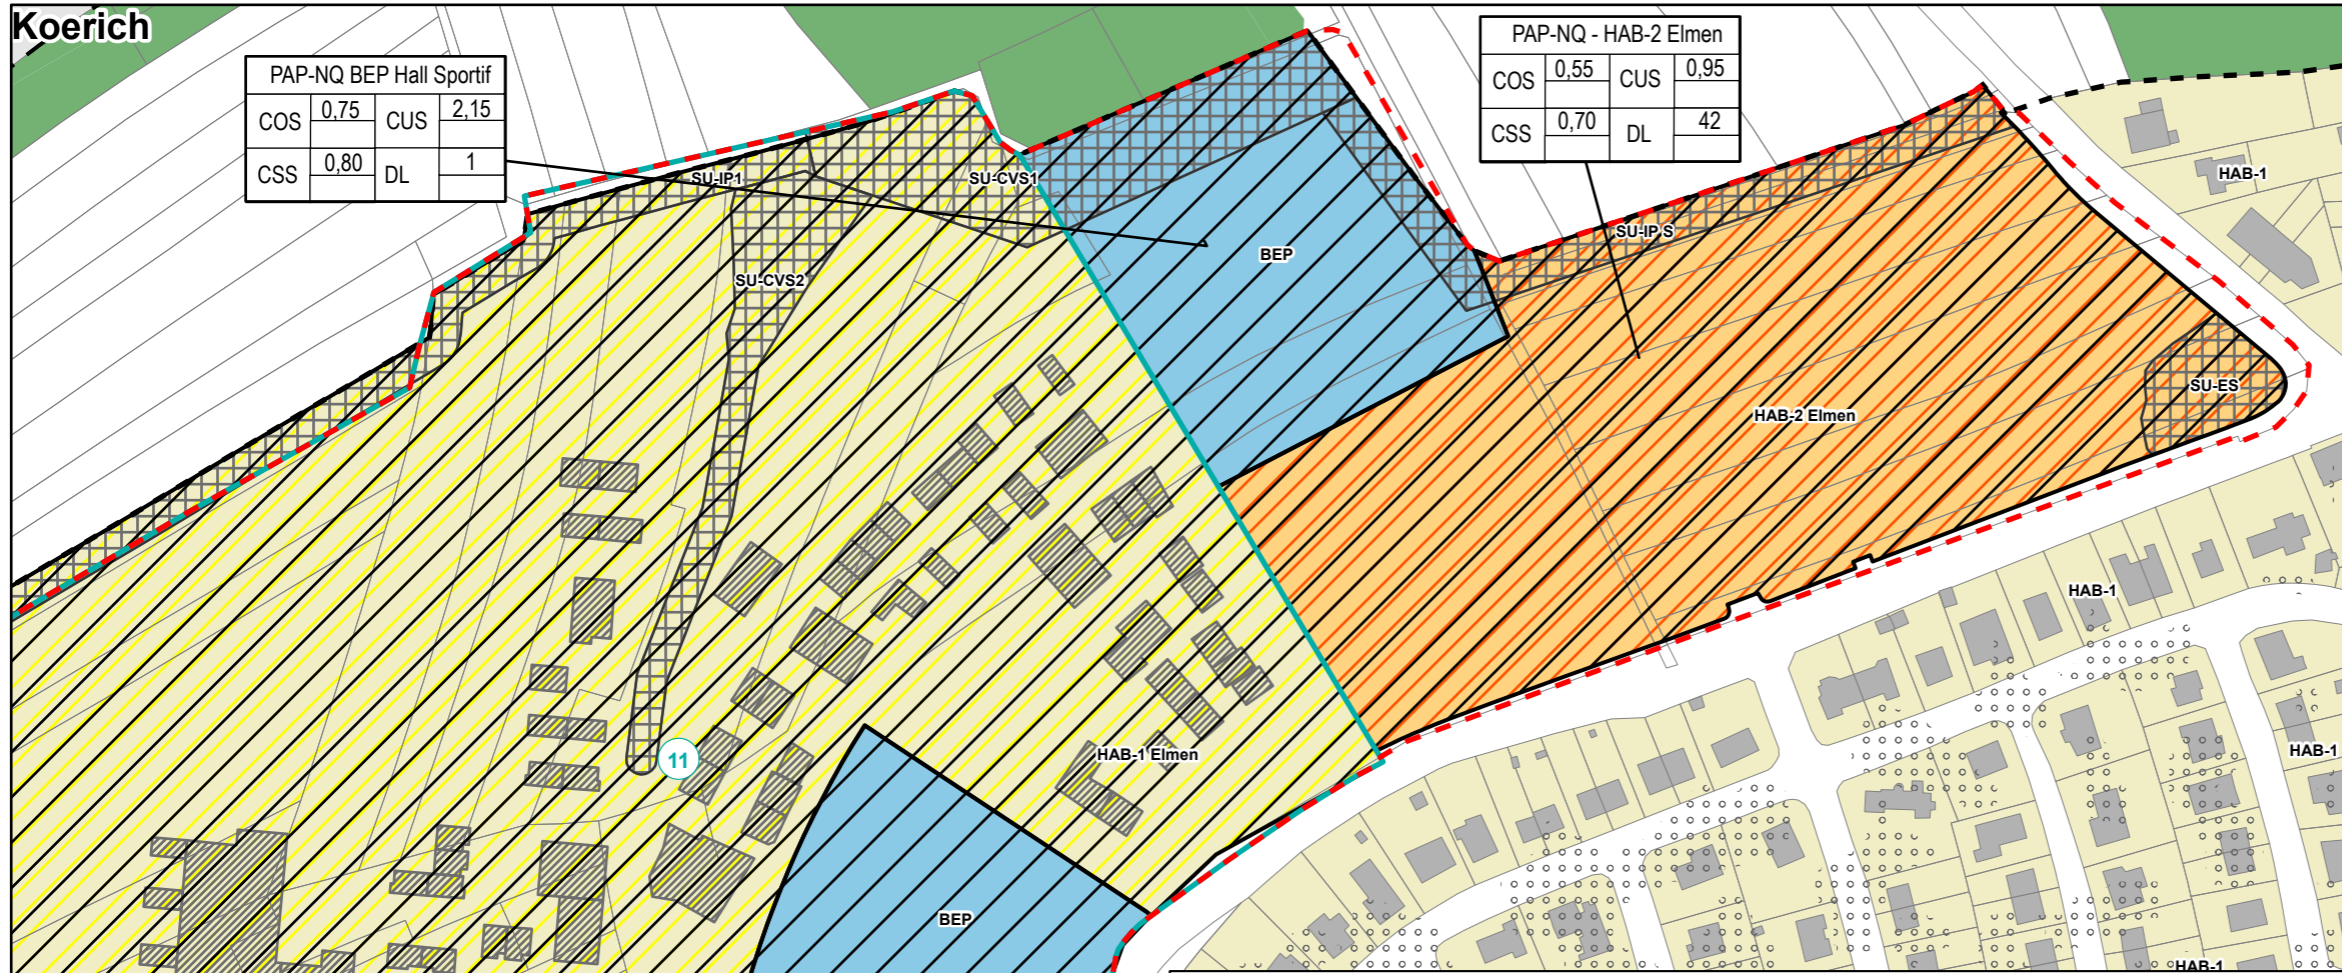 Koerich
PAP-NQ BEP Hall Sportif
COS 0,75 CUS 2,15
CSS 0,80 DL 1
PAP-NQ - HAB-2 Elmen
COS 0,55 CUS 0,95
CSS 0,70 DL 42
SU-IP1
SU-CVS1
HAB-1
SU-IP S
BEP
SU-CVS2
SU-ES
HAB-2 Elmen
HAB-1
HAB-1
HAB-1 Elmen
11
BEP
HAB-1